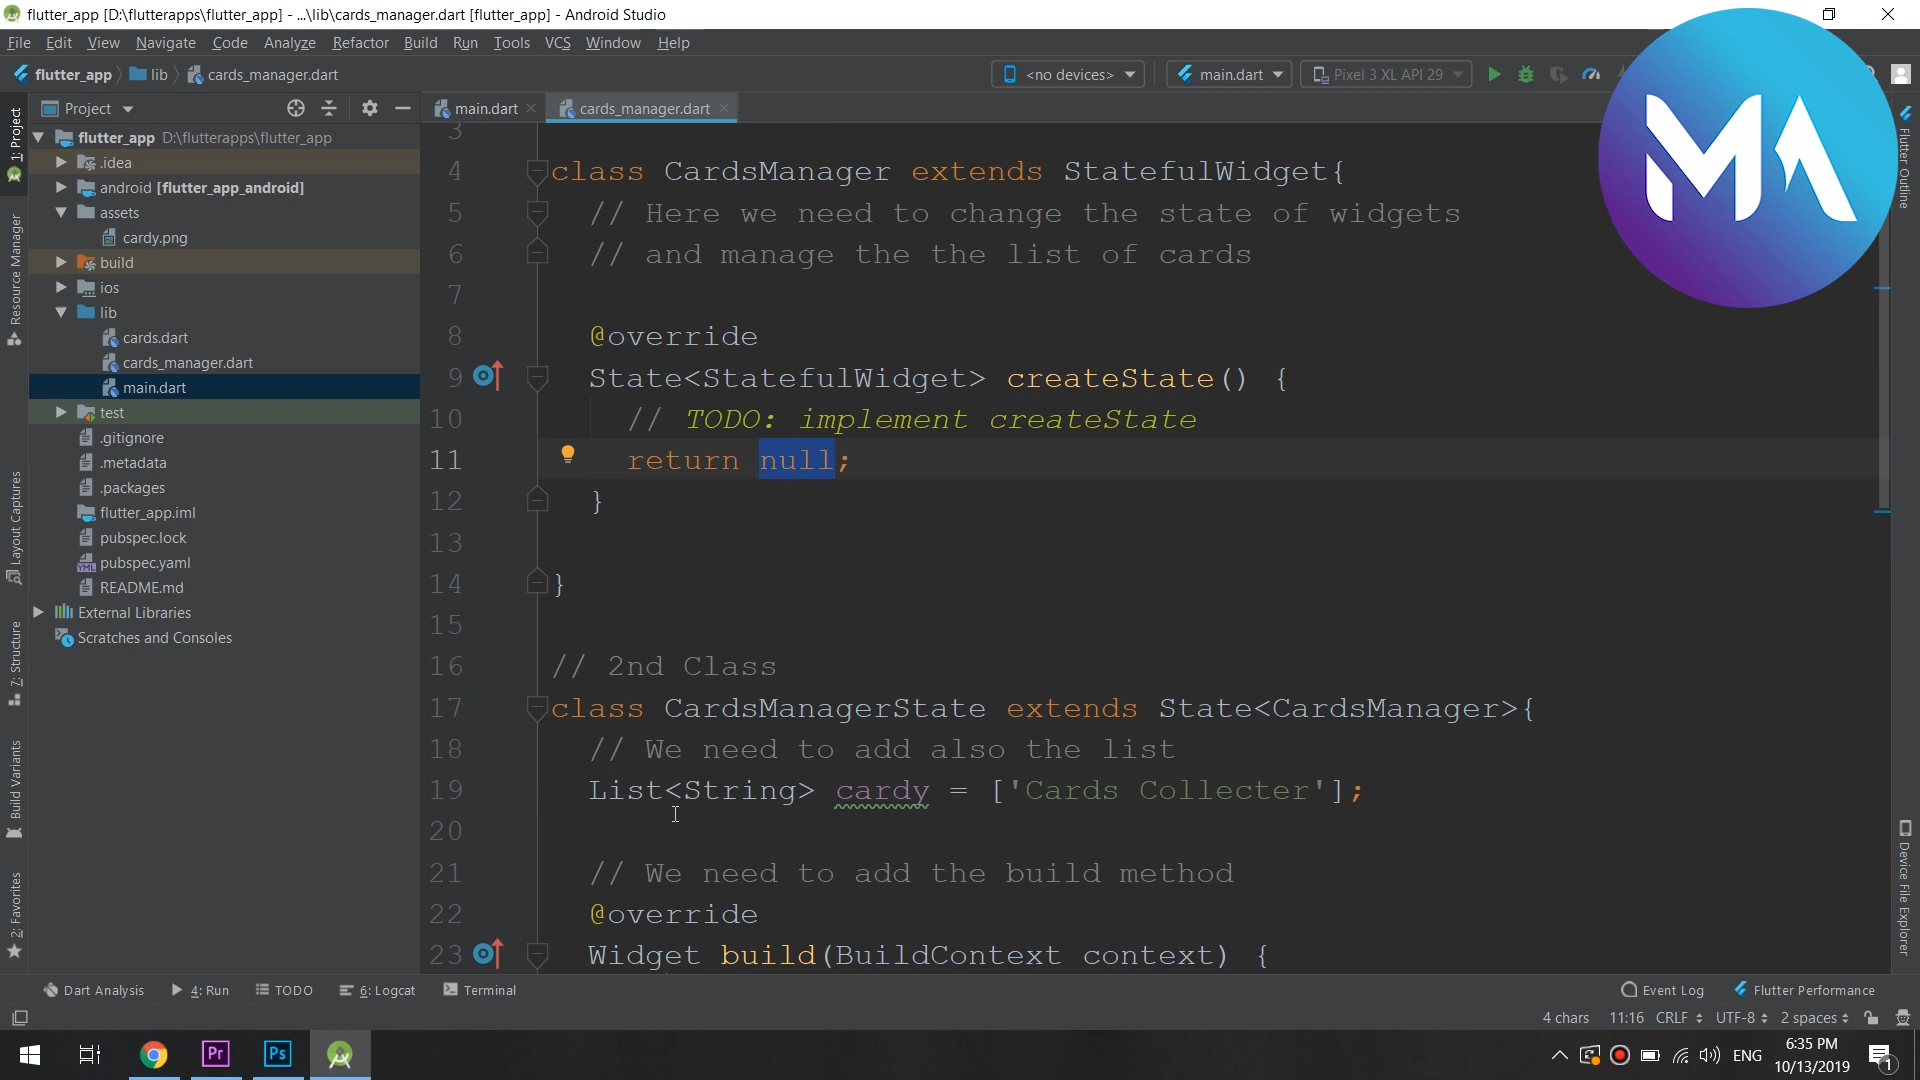 flutter_app [D:\flutterapps\flutter_app] - ...\lib\cards_manager.dart [flutter_app] - Android Studio
File Edit View Navigate Code Analyze Refactor Build Run Tools VCS Window Help
flutter_app lib cards_manager.dart <no devices> main.dart Pixel 3 XL API 29
Project main.dart cards_manager.dart
MA
1: Project
Resource Manager
Layout Captures
7: Structure
Build Variants
2: Favorites
flutter_app D:\flutterapps\flutter_app
.idea
android [flutter_app_android]
assets
cardy.png
build
ios
lib
cards.dart
cards_manager.dart
main.dart
test
.gitignore
.metadata
.packages
flutter_app.iml
pubspec.lock
pubspec.yaml
README.md
External Libraries
Scratches and Consoles
3
4 class CardsManager extends StatefulWidget{
5 // Here we need to change the state of widgets
6 // and manage the the list of cards
7
8 @override
9 State<StatefulWidget> createState() {
10 // TODO: implement createState
11 return null;
12 }
13
14 }
15
16 // 2nd Class
17 class CardsManagerState extends State<CardsManager>{
18 // We need to add also the list
19 List<String> cardy = ['Cards Collecter'];
20
21 // We need to add the build method
22 @override
23 Widget build(BuildContext context) {
Flutter Outline
Device File Explorer
Dart Analysis 4: Run TODO 6: Logcat Terminal Event Log Flutter Performance
4 chars 11:16 CRLF UTF-8 2 spaces
Pr Ps ENG 6:35 PM
10/13/2019 1